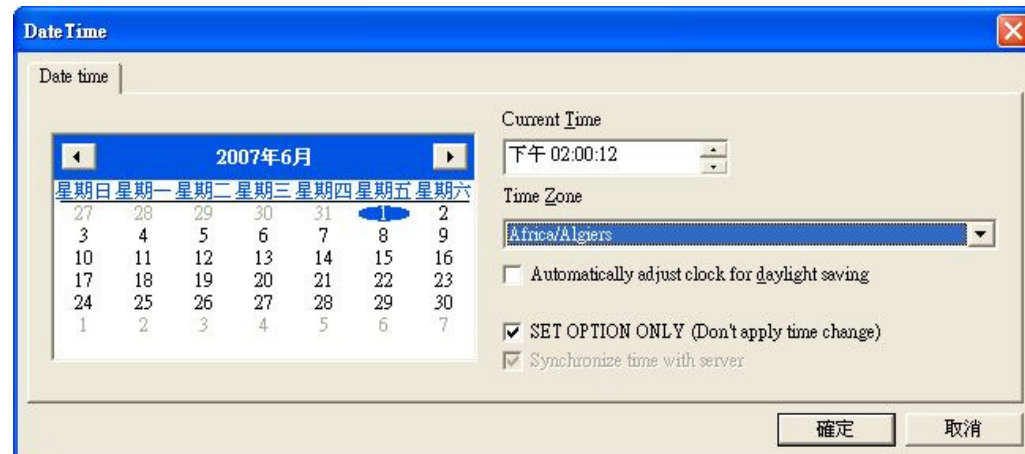 DateTime
Date time
2007年6月
星期日 星期一 星期二 星期三 星期四 星期五 星期六
27 28 29 30 31 1 2
3 4 5 6 7 8 9
10 11 12 13 14 15 16
17 18 19 20 21 22 23
24 25 26 27 28 29 30
1 2 3 4 5 6 7
Current Time
下午 02:00:12
Time Zone
Africa/Algiers
Automatically adjust clock for daylight saving
SET OPTION ONLY (Don't apply time change)
Synchronize time with server
確定 取消